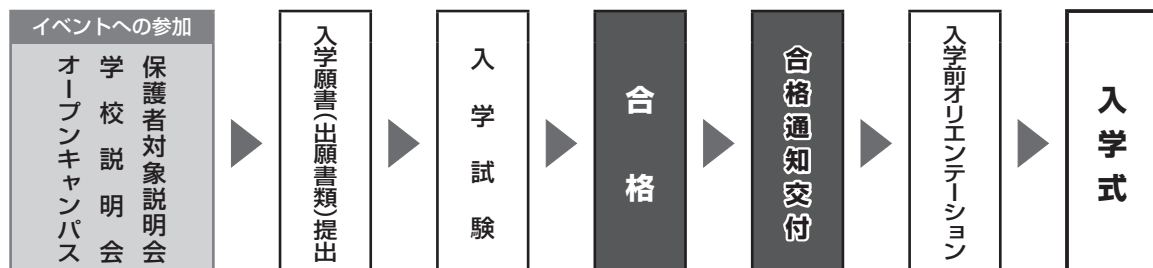 イベントへの参加
保護者対象説明会
学校説明会
オープンキャンパス
入学願書(出願書類)提出
入学試験
合格
合格通知交付
入学前オリエンテーション
入学式